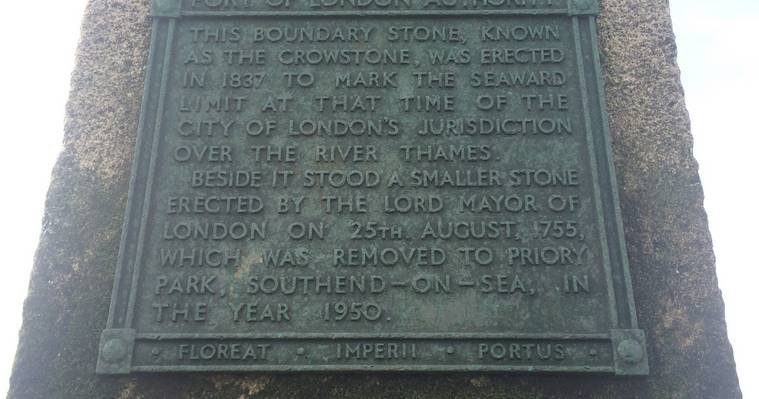 PORT OF LONDON AUTHORITY
THIS BOUNDARY STONE, KNOWN
AS THE CROWSTONE, WAS ERECTED
IN 1837 TO MARK THE SEAWARD
LIMIT AT THAT TIME OF THE
CITY OF LONDON'S JURISDICTION
OVER THE RIVER THAMES.
BESIDE IT STOOD A SMALLER STONE
ERECTED BY THE LORD MAYOR OF
LONDON ON 25TH AUGUST, 1755,
WHICH WAS REMOVED TO PRIORY
PARK, SOUTHEND-ON-SEA, IN
THE YEAR 1950.
• FLOREAT • IMPERII • PORTUS •